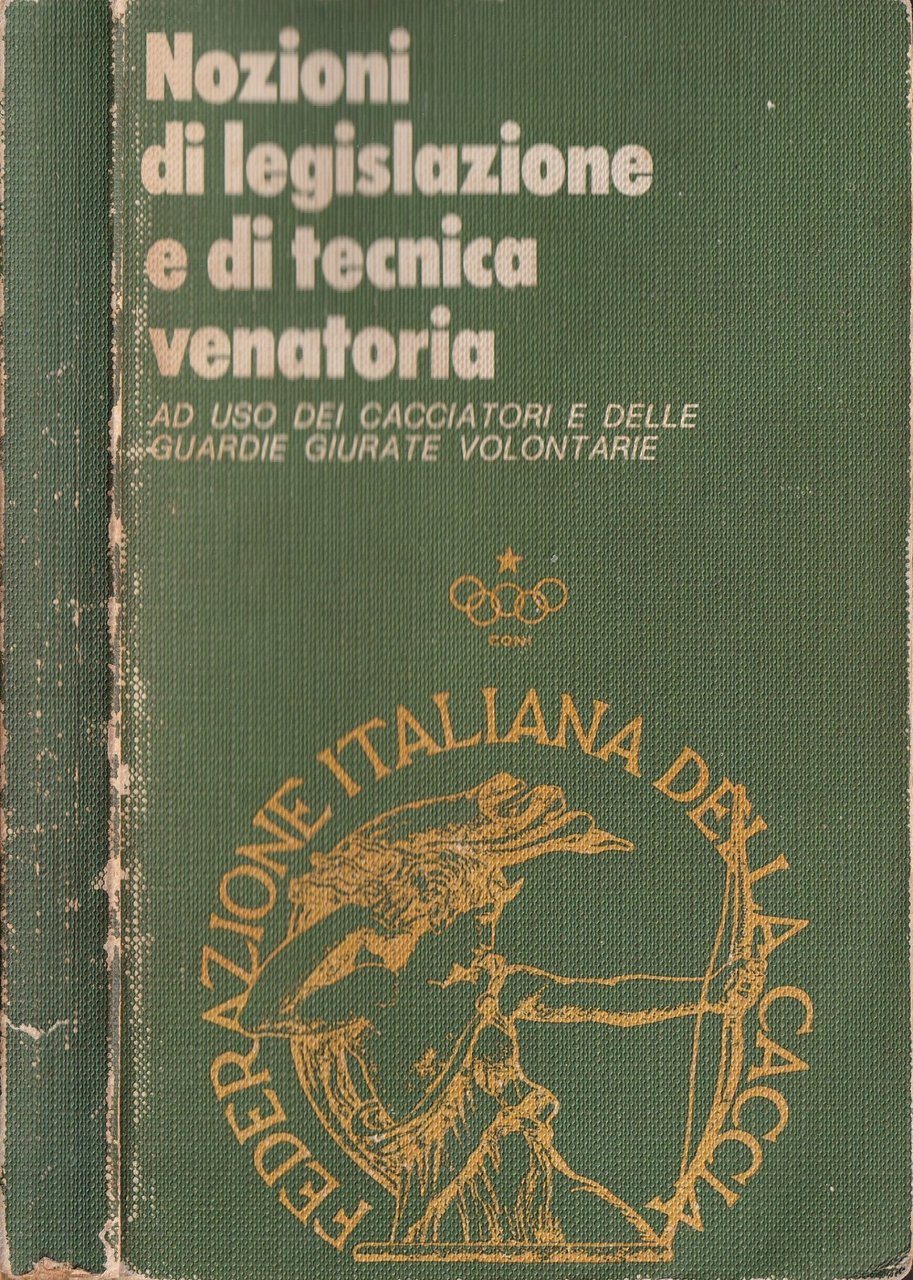 Nozioni
di legislazione
e di tecnica
venatoria
AD USO DEI CACCIATORI E DELLE
GUARDIE GIURATE VOLONTARIE
CONI
FEDERAZIONE ITALIANA DELLA CACCIA